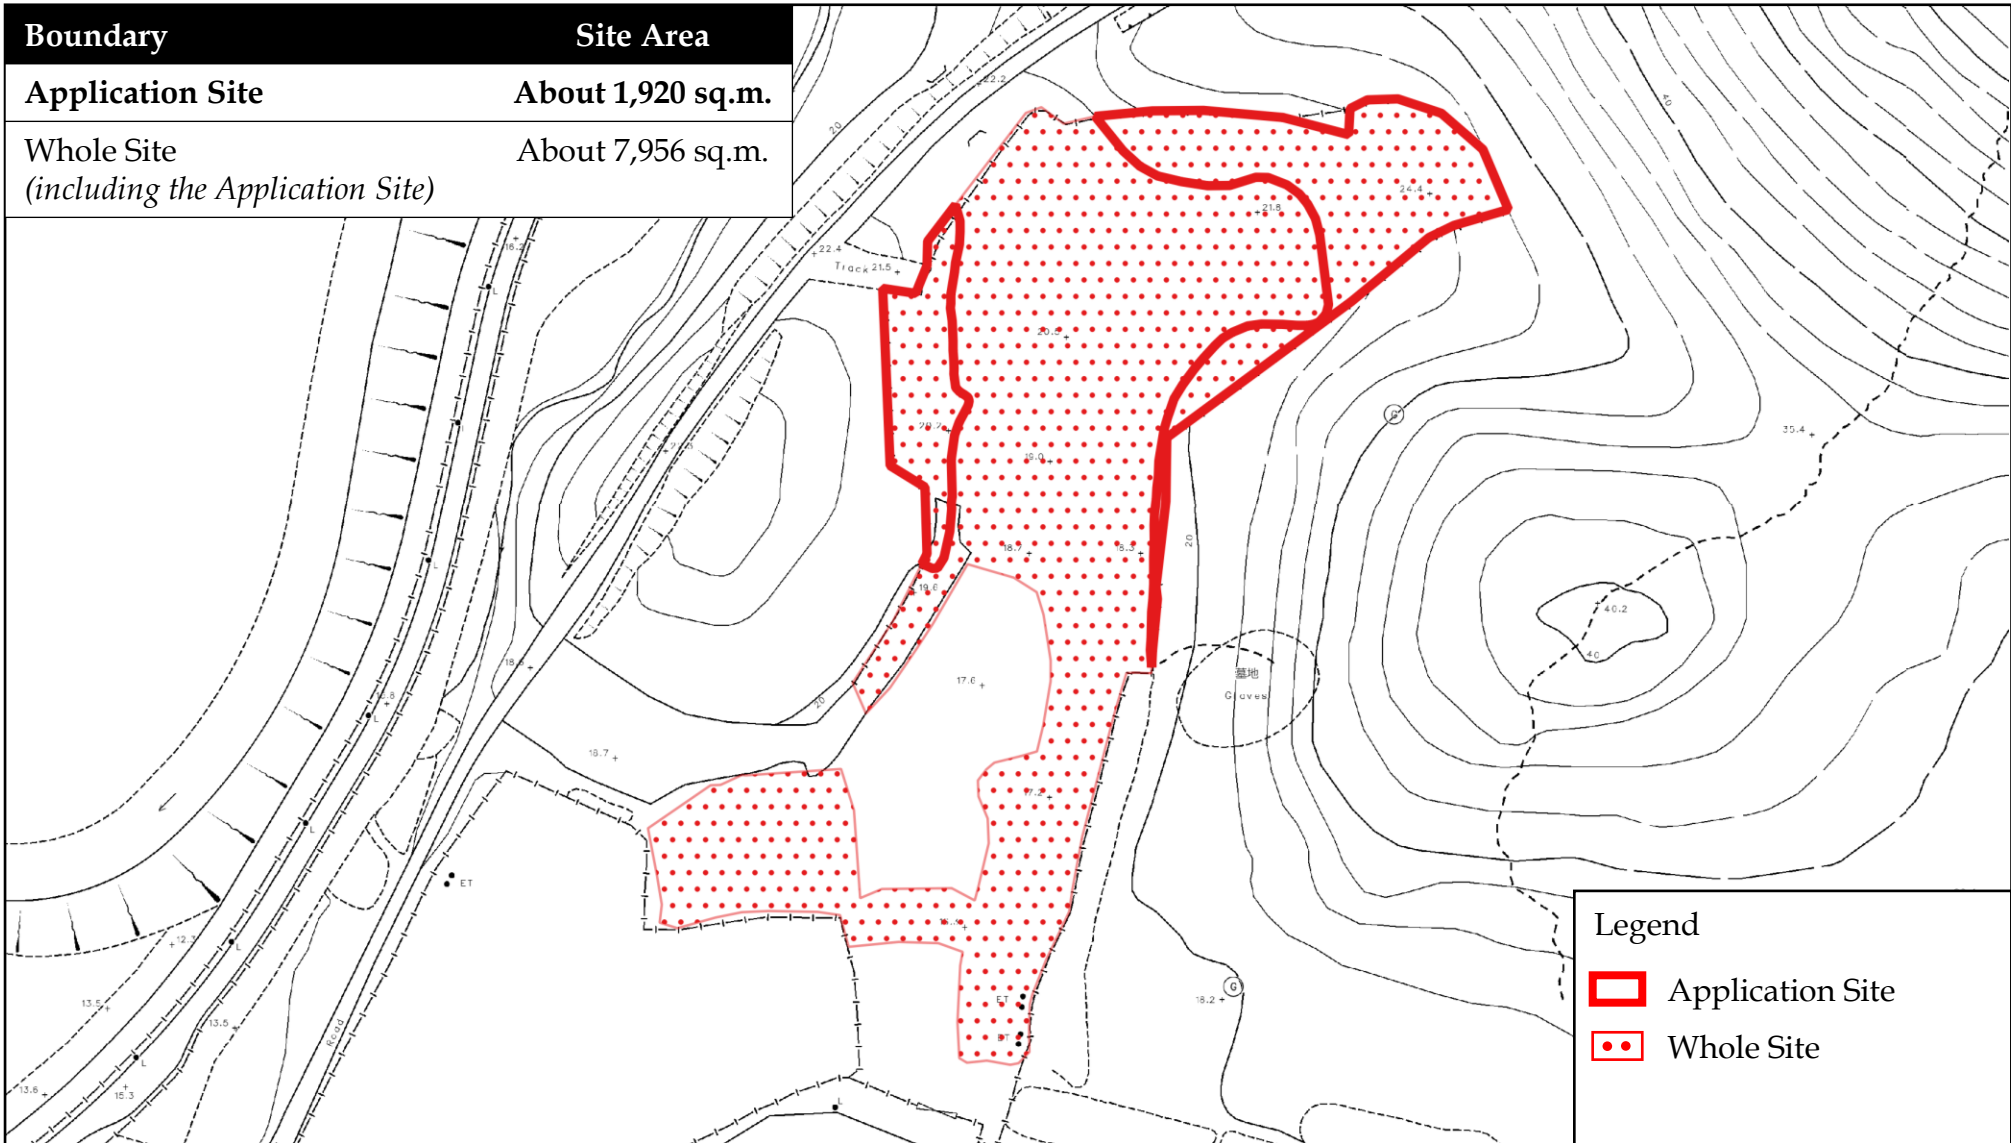 Boundary Site Area
Application Site About 1,920 sq.m.
Whole Site About 7,956 sq.m.
(including the Application Site)
22.2
40
20
24.4
21.8
16.2
22.4
Track 21.5
L
20.2
19.0
G
35.4
L
18.7
18.3
20
L
19.6
40.2
40
18.6
墓地
Graves
17.6
20
L
18.7
17.2
L
ET
12.3
L
Legend
Application Site
Whole Site
18.2
G
ET
ET
13.5
13.5
Road
L
13.6
15.3
L